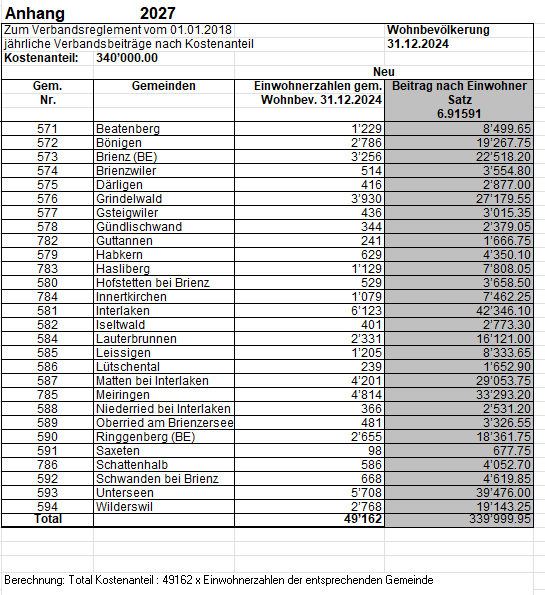 Anhang 2027
Zum Verbandsreglement vom 01.01.2018 Wohnbevölkerung
jährliche Verbandsbeiträge nach Kostenanteil 31.12.2024
Kostenanteil: 340'000.00
Neu
Gem. Gemeinden Einwohnerzahlen gem. Beitrag nach Einwohner
Nr. Wohnbev. 31.12.2024 Satz
6.91591
571 Beatenberg 1'229 8'499.65
572 Bönigen 2'786 19'267.75
573 Brienz (BE) 3'256 22'518.20
574 Brienzwiler 514 3'554.80
575 Därligen 416 2'877.00
576 Grindelwald 3'930 27'179.55
577 Gsteigwiler 436 3'015.35
578 Gündlischwand 344 2'379.05
782 Guttannen 241 1'666.75
579 Habkern 629 4'350.10
783 Hasliberg 1'129 7'808.05
580 Hofstetten bei Brienz 529 3'658.50
784 Innertkirchen 1'079 7'462.25
581 Interlaken 6'123 42'346.10
582 Iseltwald 401 2'773.30
584 Lauterbrunnen 2'331 16'121.00
585 Leissigen 1'205 8'333.65
586 Lütschental 239 1'652.90
587 Matten bei Interlaken 4'201 29'053.75
785 Meiringen 4'814 33'293.20
588 Niederried bei Interlaken 366 2'531.20
589 Oberried am Brienzersee 481 3'326.55
590 Ringgenberg (BE) 2'655 18'361.75
591 Saxeten 98 677.75
786 Schattenhalb 586 4'052.70
592 Schwanden bei Brienz 668 4'619.85
593 Unterseen 5'708 39'476.00
594 Wilderswil 2'768 19'143.25
Total 49'162 339'999.95
Berechnung: Total Kostenanteil : 49162 x Einwohnerzahlen der entsprechenden Gemeinde